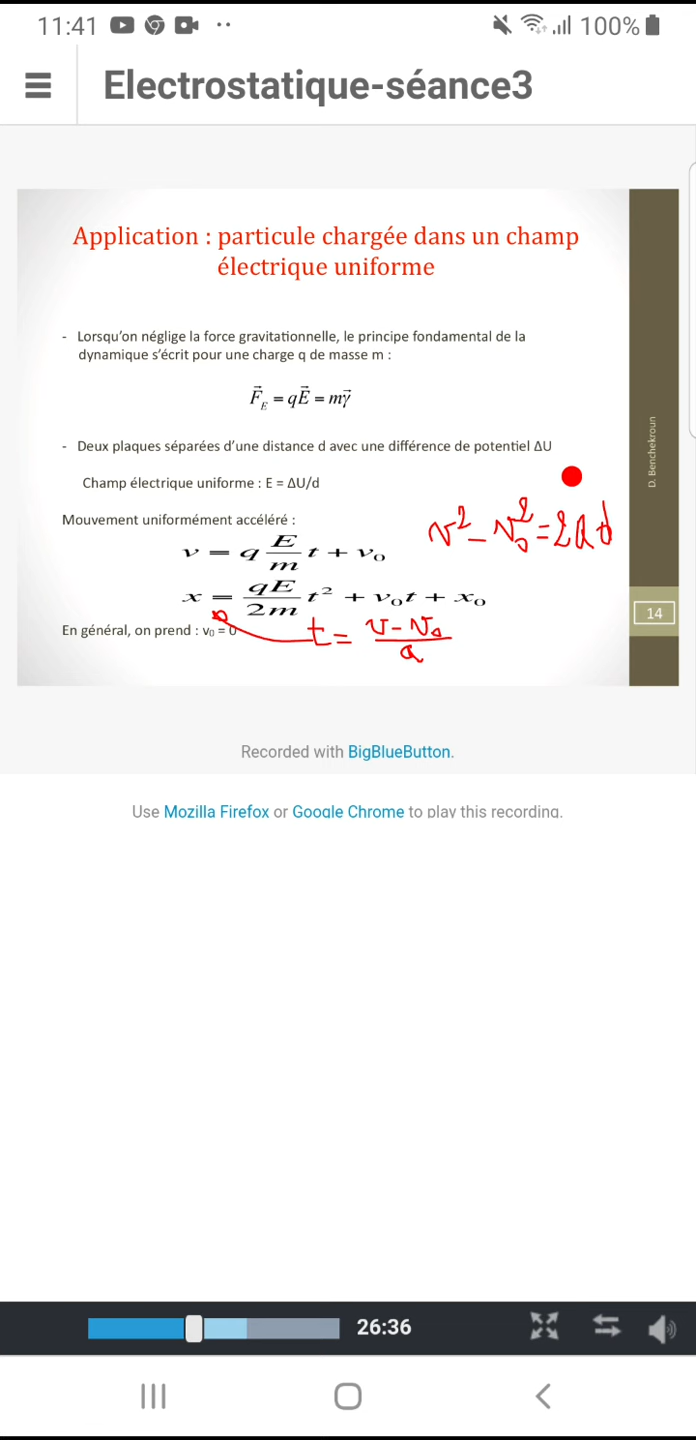 11:41 100%
Electrostatique-séance3
Application : particule chargée dans un champ
électrique uniforme
- Lorsqu'on néglige la force gravitationnelle, le principe fondamental de la
dynamique s'écrit pour une charge q de masse m :
F⃗_E = qE⃗ = mγ⃗
- Deux plaques séparées d'une distance d avec une différence de potentiel ΔU
Champ électrique uniforme : E = ΔU/d
Mouvement uniformément accéléré :
v² - v₀² = 2ad
v = q E/m t + v₀
x = qE/2m t² + v₀t + x₀
En général, on prend : v₀ = 0
t = v - v₀/a
D. Benchekroun
14
Recorded with BigBlueButton.
Use Mozilla Firefox or Google Chrome to play this recording.
26:36